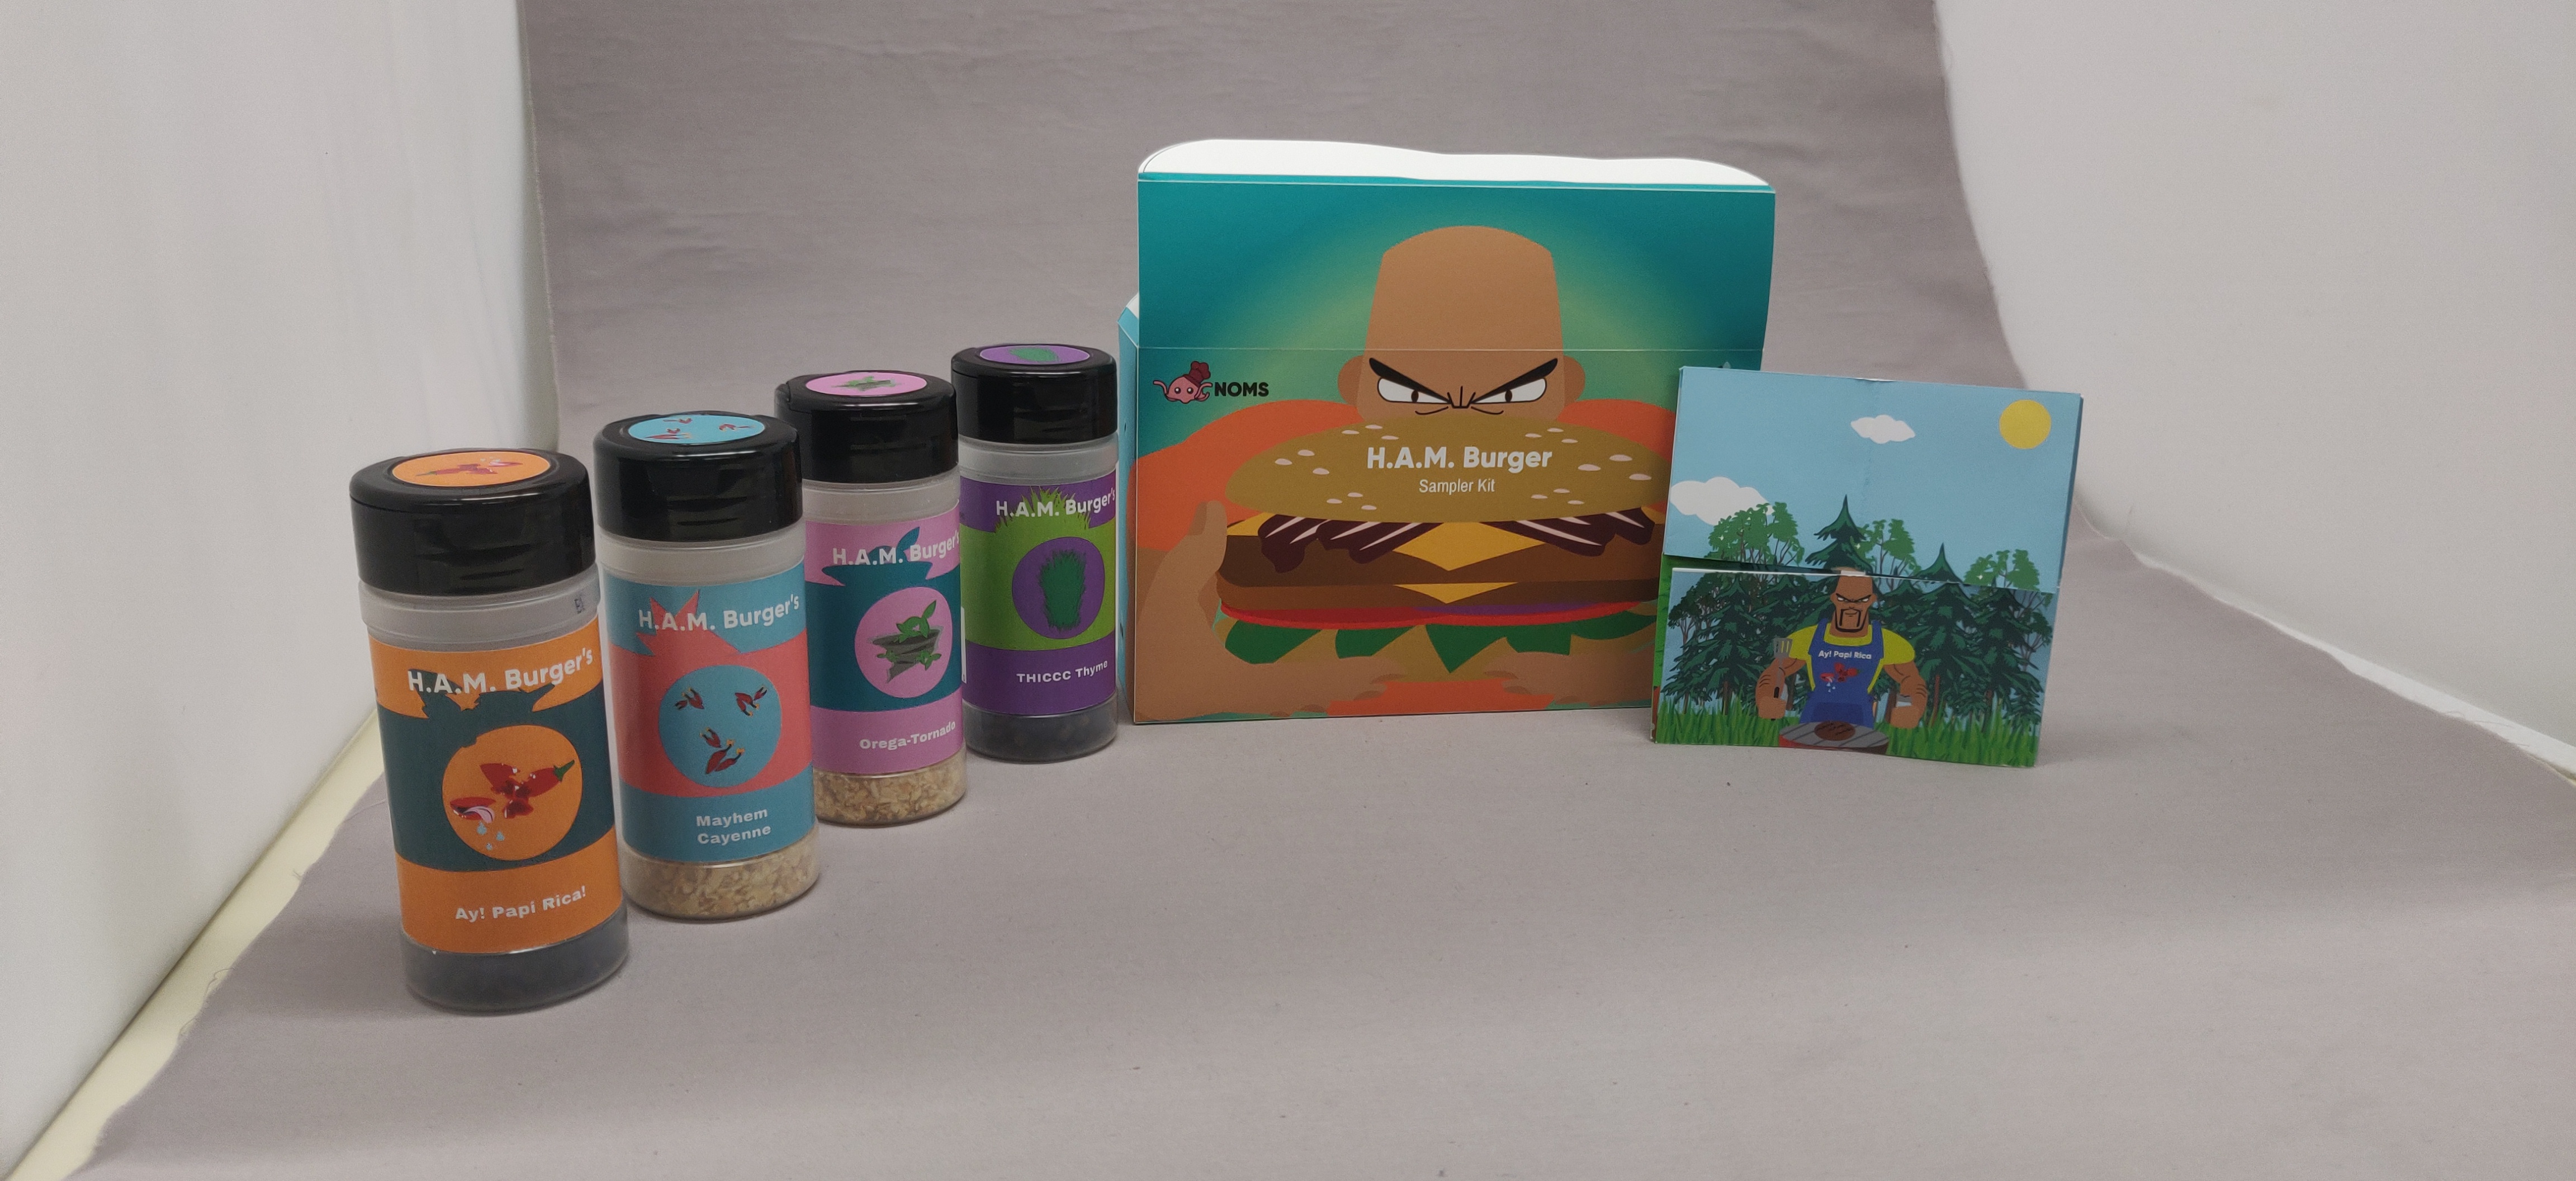 H.A.M. Burger's
Ay! Papi Rica!
H.A.M. Burger's
Mayhem
Cayenne
H.A.M. Burger's
Orega-Tornado
H.A.M. Burger's
THICCC Thyme
NOMS
H.A.M. Burger
Sampler Kit
Ay! Papi Rica